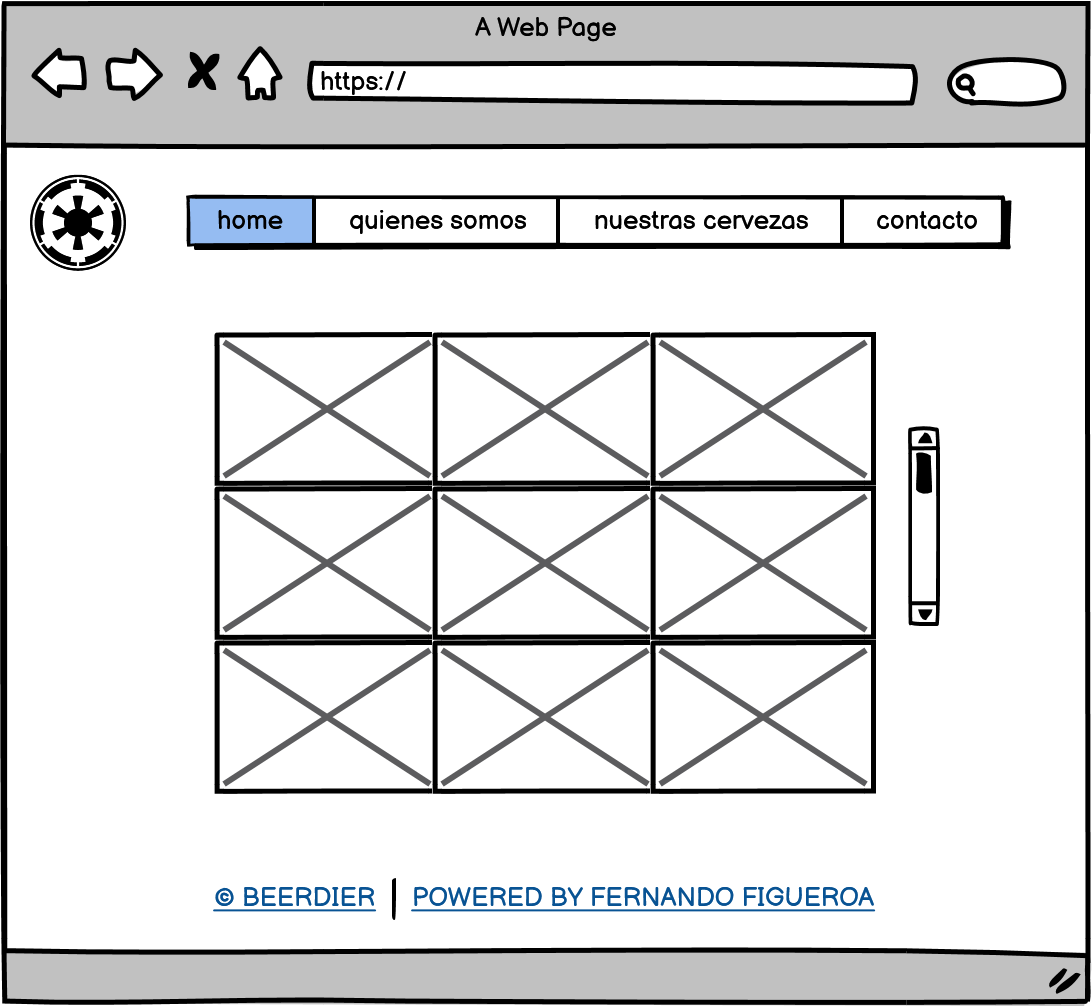 A Web Page
https://
home quienes somos nuestras cervezas contacto
© BEERDIER | POWERED BY FERNANDO FIGUEROA